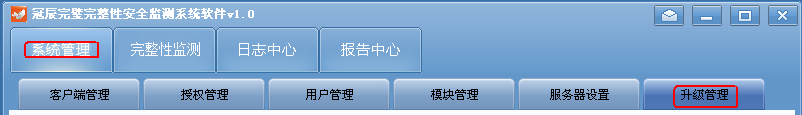 冠辰完璧完整性安全监测系统软件v1.0
系统管理 完整性监测 日志中心 报告中心
客户端管理 授权管理 用户管理 模块管理 服务器设置 升级管理